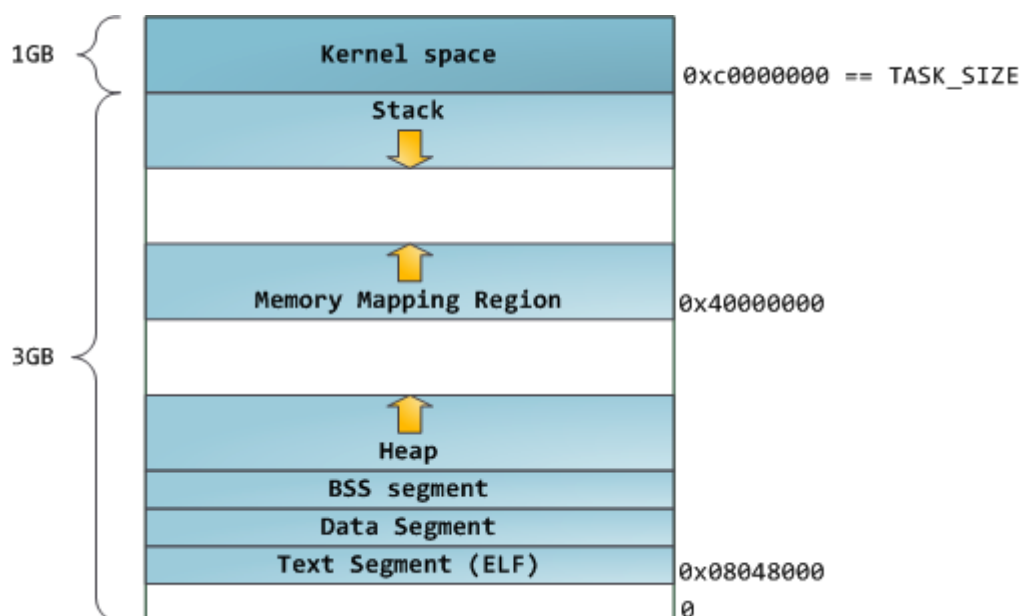 1GB
Kernel space
0xc0000000 == TASK_SIZE
Stack
Memory Mapping Region
0x40000000
3GB
Heap
BSS segment
Data Segment
Text Segment (ELF)
0x08048000
0